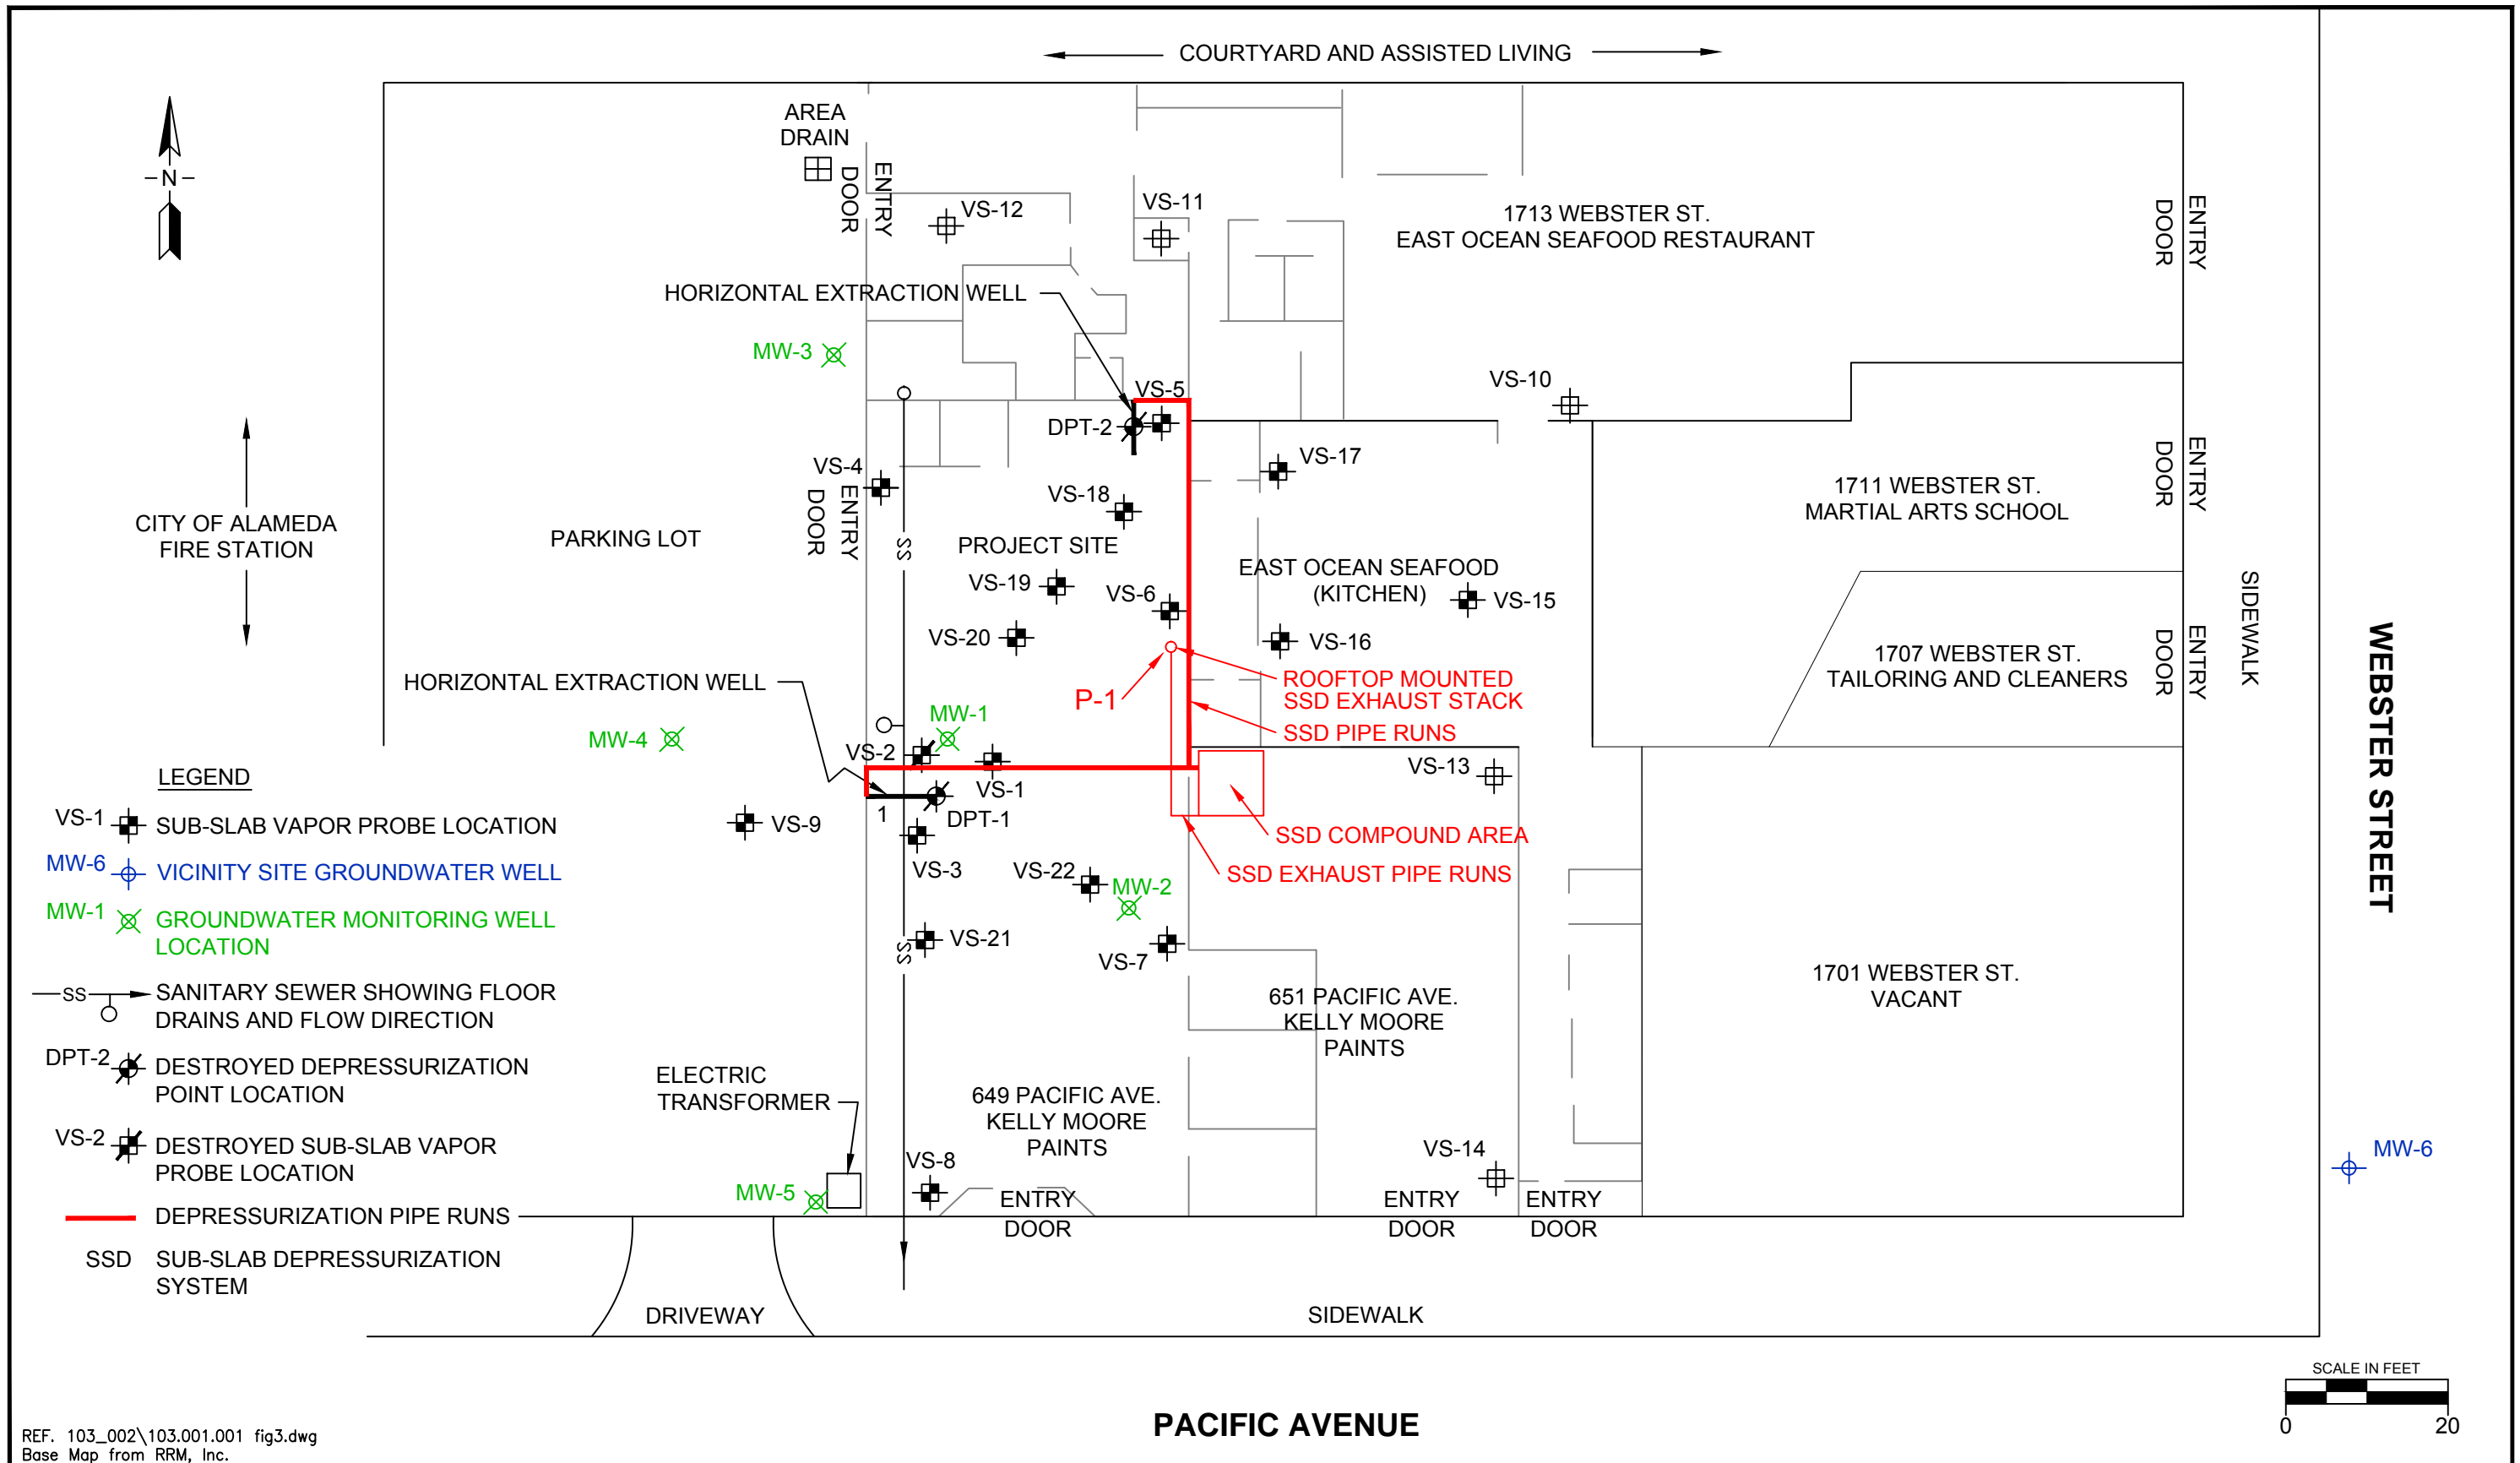 COURTYARD AND ASSISTED LIVING
AREA
DRAIN
ENTRY
DOOR
N
VS-12
VS-11
1713 WEBSTER ST.
EAST OCEAN SEAFOOD RESTAURANT
ENTRY
DOOR
HORIZONTAL EXTRACTION WELL
MW-3
VS-5
VS-10
DPT-2
VS-4
VS-17
ENTRY
DOOR
VS-18
1711 WEBSTER ST.
MARTIAL ARTS SCHOOL
ENTRY
DOOR
CITY OF ALAMEDA
FIRE STATION
PARKING LOT
SS
PROJECT SITE
VS-19
VS-6
EAST OCEAN SEAFOOD
(KITCHEN)
VS-15
SIDEWALK
VS-20
VS-16
1707 WEBSTER ST.
TAILORING AND CLEANERS
ENTRY
DOOR
WEBSTER STREET
HORIZONTAL EXTRACTION WELL
P-1
ROOFTOP MOUNTED
SSD EXHAUST STACK
SSD PIPE RUNS
MW-4
MW-1
VS-2
VS-1
VS-13
1
DPT-1
VS-9
VS-3
SSD COMPOUND AREA
SSD EXHAUST PIPE RUNS
VS-22
MW-2
VS-21
SS
VS-7
651 PACIFIC AVE.
KELLY MOORE
PAINTS
1701 WEBSTER ST.
VACANT
ELECTRIC
TRANSFORMER
649 PACIFIC AVE.
KELLY MOORE
PAINTS
VS-14
MW-6
VS-8
MW-5
ENTRY
DOOR
ENTRY
DOOR
ENTRY
DOOR
DRIVEWAY
SIDEWALK
LEGEND
VS-1 SUB-SLAB VAPOR PROBE LOCATION
MW-6 VICINITY SITE GROUNDWATER WELL
MW-1 GROUNDWATER MONITORING WELL
LOCATION
SS SANITARY SEWER SHOWING FLOOR
DRAINS AND FLOW DIRECTION
DPT-2 DESTROYED DEPRESSURIZATION
POINT LOCATION
VS-2 DESTROYED SUB-SLAB VAPOR
PROBE LOCATION
DEPRESSURIZATION PIPE RUNS
SSD SUB-SLAB DEPRESSURIZATION
SYSTEM
SCALE IN FEET
0 20
PACIFIC AVENUE
REF. 103_002\103.001.001 fig3.dwg
Base Map from RRM, Inc.